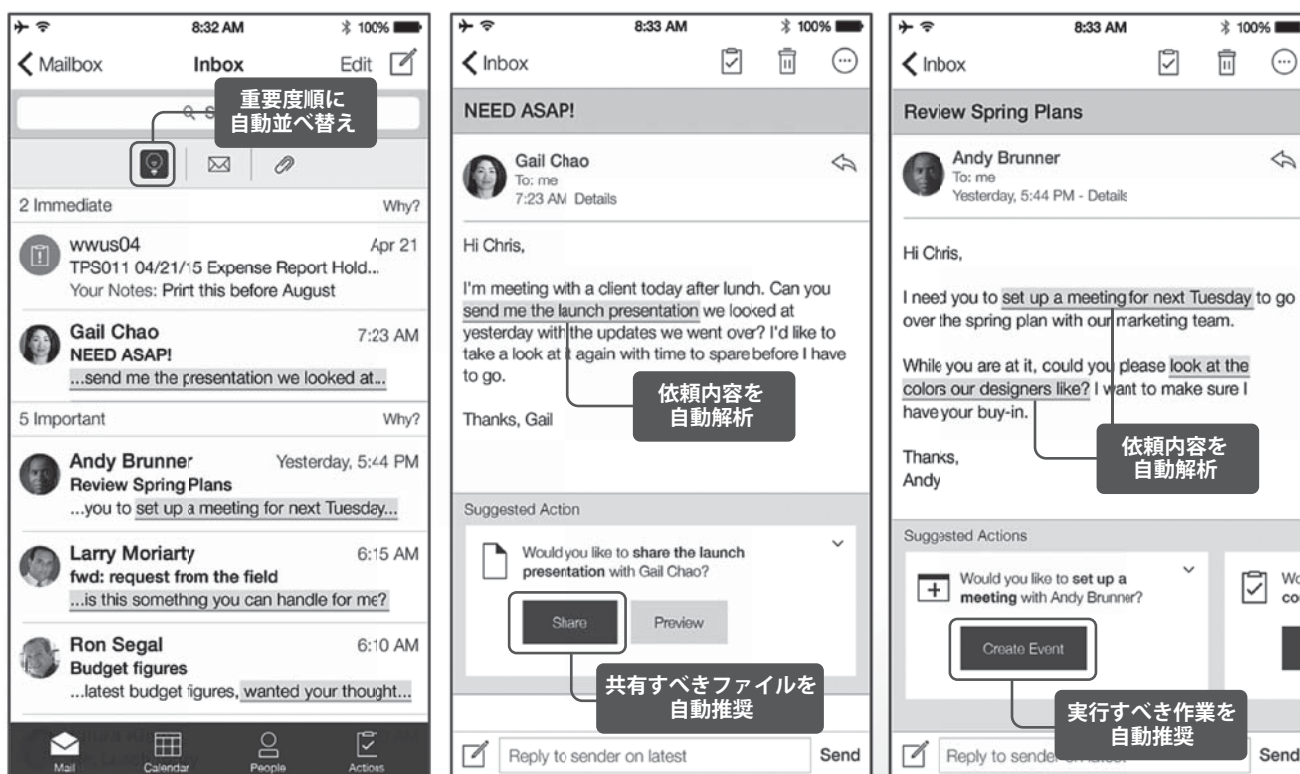 8:32 AM
100%
Mailbox
Inbox
Edit
重要度順に
自動並べ替え
2 Immediate
Why?
wwus04
Apr 21
TPS011 04/21/15 Expense Report Hold...
Your Notes: Print this before August
Gail Chao
7:23 AM
NEED ASAP!
...send me the presentation we looked at...
5 Important
Why?
Andy Brunner
Yesterday, 5:44 PM
Review Spring Plans
...you to set up a meeting for next Tuesday...
Larry Moriarty
6:15 AM
fwd: request from the field
...is this somethng you can handle for me?
Ron Segal
6:10 AM
Budget figures
...latest budget figures, wanted your thought...
Mail
Calendar
People
Actions
8:33 AM
100%
Inbox
NEED ASAP!
Gail Chao
To: me
7:23 AM Details
Hi Chris,
I'm meeting with a client today after lunch. Can you
send me the launch presentation we looked at
yesterday with the updates we went over? I'd like to
take a look at it again with time to spare before I have
to go.
依頼内容を
自動解析
Thanks, Gail
Suggested Action
Would you like to share the launch
presentation with Gail Chao?
Share
Preview
共有すべきファイルを
自動推奨
Reply to sender on latest
Send
8:33 AM
100%
Inbox
Review Spring Plans
Andy Brunner
To: me
Yesterday, 5:44 PM - Details
Hi Chris,
I need you to set up a meeting for next Tuesday to go
over the spring plan with our marketing team.
While you are at it, could you please look at the
colors our designers like? I want to make sure I
have your buy-in.
依頼内容を
自動解析
Thanks,
Andy
Suggested Actions
Would you like to set up a
meeting with Andy Brunner?
Create Event
実行すべき作業を
自動推奨
Reply to sender
Send